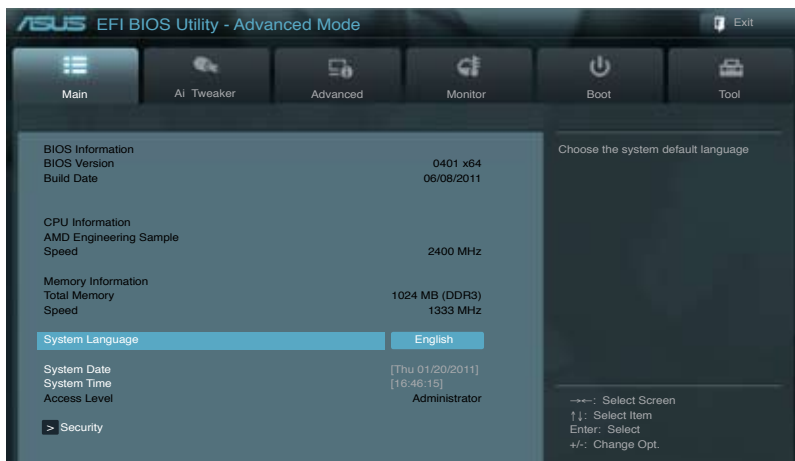 ASUS EFI BIOS Utility - Advanced Mode
Exit
Main
Ai Tweaker
Advanced
Monitor
Boot
Tool
BIOS Information
BIOS Version 0401 x64
Build Date 06/08/2011
CPU Information
AMD Engineering Sample
Speed 2400 MHz
Memory Information
Total Memory 1024 MB (DDR3)
Speed 1333 MHz
System Language English
System Date [Thu 01/20/2011]
System Time [16:46:15]
Access Level Administrator
> Security
Choose the system default language
→←: Select Screen
↑↓: Select Item
Enter: Select
+/-: Change Opt.